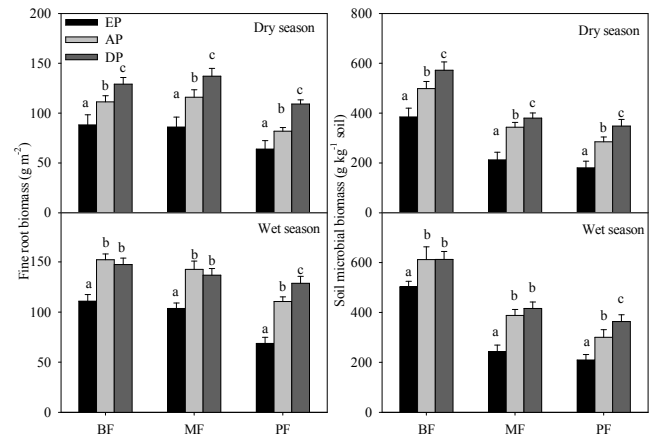 200
150
100
50
0
EP
AP
DP
Dry season
a
b
c
a
b
c
a
b
c
800
600
400
200
0
Dry season
a
b
c
a
b
c
a
b
c
Fine root biomass (g m-2)
Soil microbial biomass (g kg-1 soil)
150
100
50
0
Wet season
a
b
b
a
b
b
a
b
c
BF
MF
PF
600
400
200
0
Wet season
a
b
b
a
b
b
a
b
c
BF
MF
PF